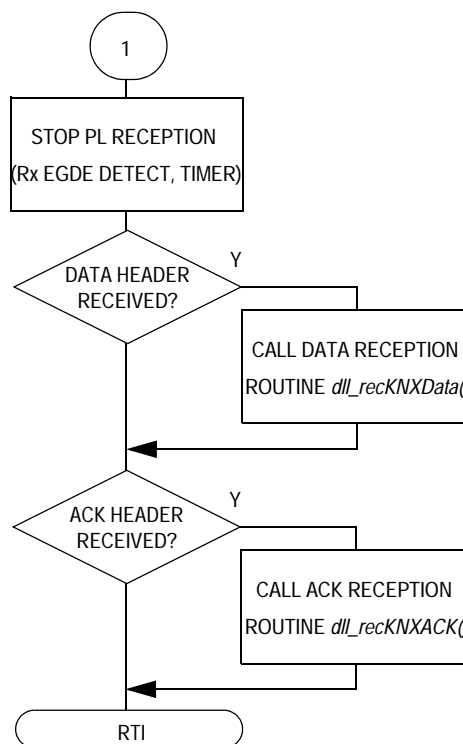 1
STOP PL RECEPTION
(Rx EGDE DETECT, TIMER)
Y
DATA HEADER
RECEIVED?
CALL DATA RECEPTION
ROUTINE dll_recKNXData(
Y
ACK HEADER
RECEIVED?
CALL ACK RECEPTION
ROUTINE dll_recKNXACK(
RTI